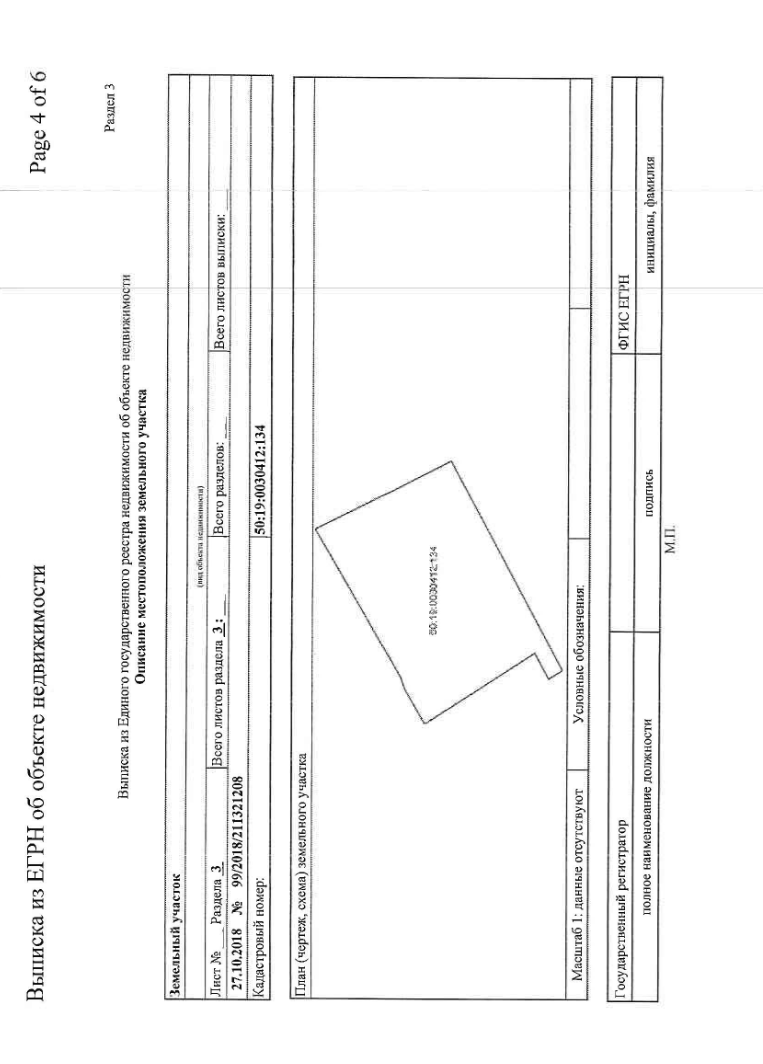 Выписка из ЕГРН об объекте недвижимости
Page 4 of 6
Раздел 3
Выписка из Единого государственного реестра недвижимости об объекте недвижимости
Описание местоположения земельного участка
Земельный участок
(вид объекта недвижимости)
Лист № ___ Раздела 3
Всего листов раздела 3 : ___
Всего разделов: ___
Всего листов выписки: ___
27.10.2018 № 99/2018/211321208
Кадастровый номер:
50:19:0030412:134
План (чертеж, схема) земельного участка
50:19:0030412:134
Масштаб 1: данные отсутствуют
Условные обозначения:
Государственный регистратор
ФГИС ЕГРН
полное наименование должности
подпись
инициалы, фамилия
М.П.